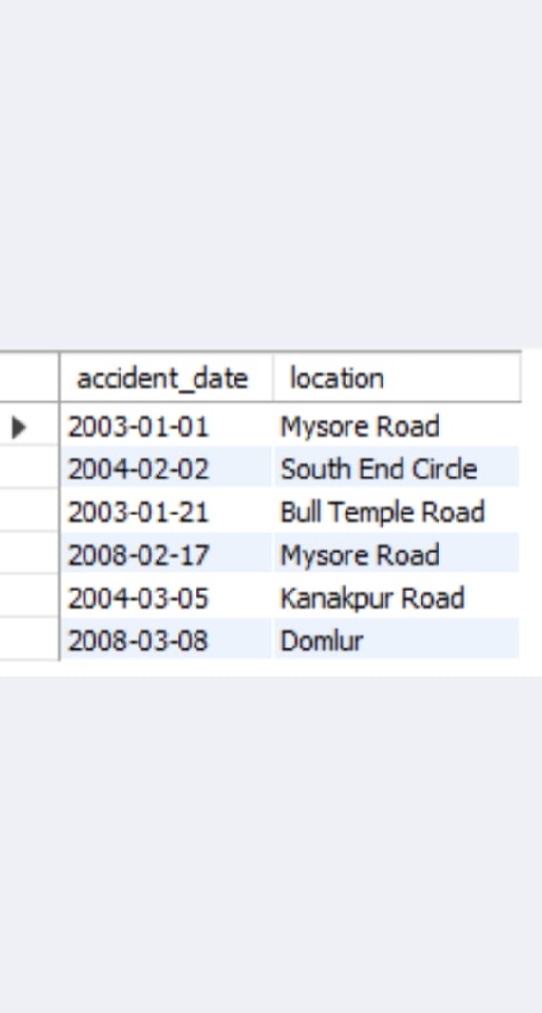 accident_date location
2003-01-01 Mysore Road
2004-02-02 South End Circle
2003-01-21 Bull Temple Road
2008-02-17 Mysore Road
2004-03-05 Kanakpur Road
2008-03-08 Domlur